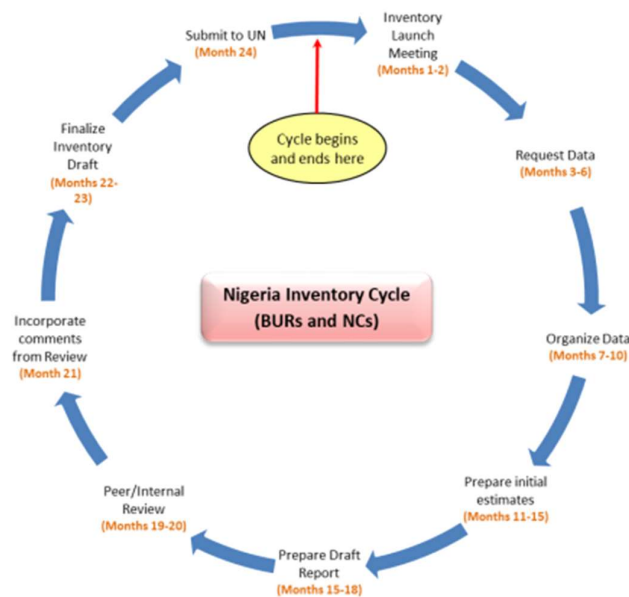 Submit to UN
(Month 24)
Inventory
Launch
Meeting
(Months 1-2)
Cycle begins
and ends here
Request Data
(Months 3-6)
Organize Data
(Months 7-10)
Prepare initial
estimates
(Months 11-15)
Prepare Draft
Report
(Months 15-18)
Peer/Internal
Review
(Months 19-20)
Incorporate
comments
from Review
(Month 21)
Finalize
Inventory
Draft
(Months 22-
23)
Nigeria Inventory Cycle
(BURs and NCs)